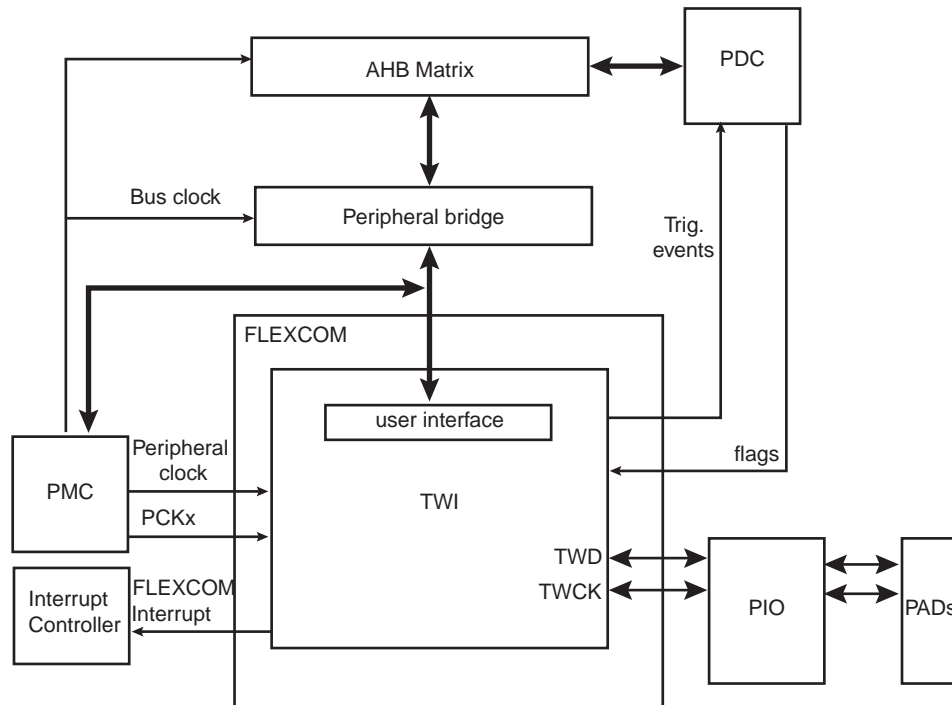 AHB Matrix
PDC
Bus clock
Peripheral bridge
Trig.
events
FLEXCOM
user interface
Peripheral
clock
flags
PMC
TWI
PCKx
TWD
TWCK
FLEXCOM
Interrupt
Interrupt
Controller
PIO
PADs